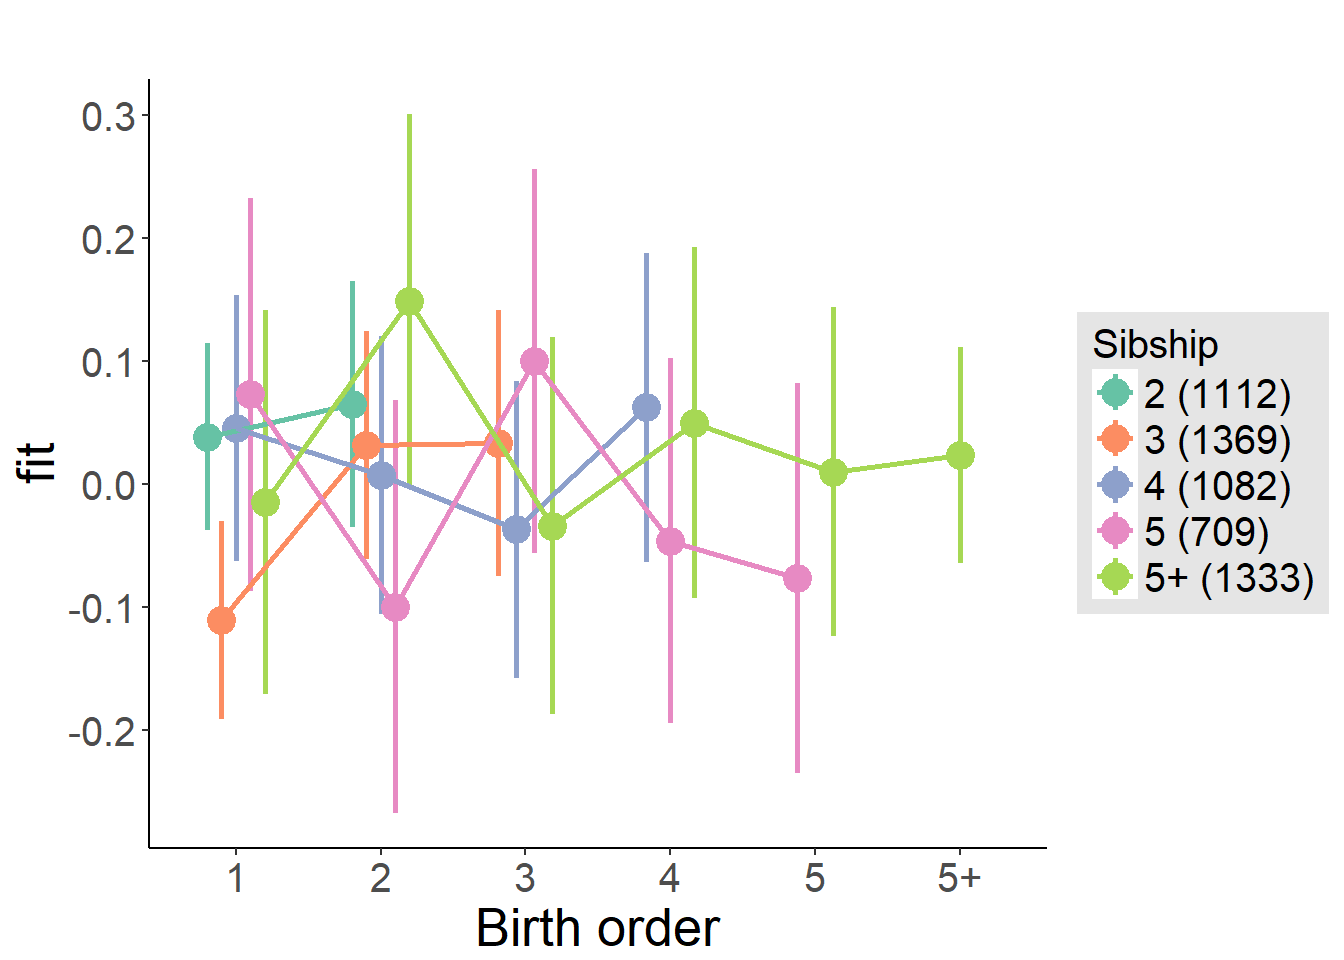 0.3
0.2
0.1
0.0
-0.1
-0.2
fit
1 2 3 4 5 5+
Birth order
Sibship
2 (1112)
3 (1369)
4 (1082)
5 (709)
5+ (1333)